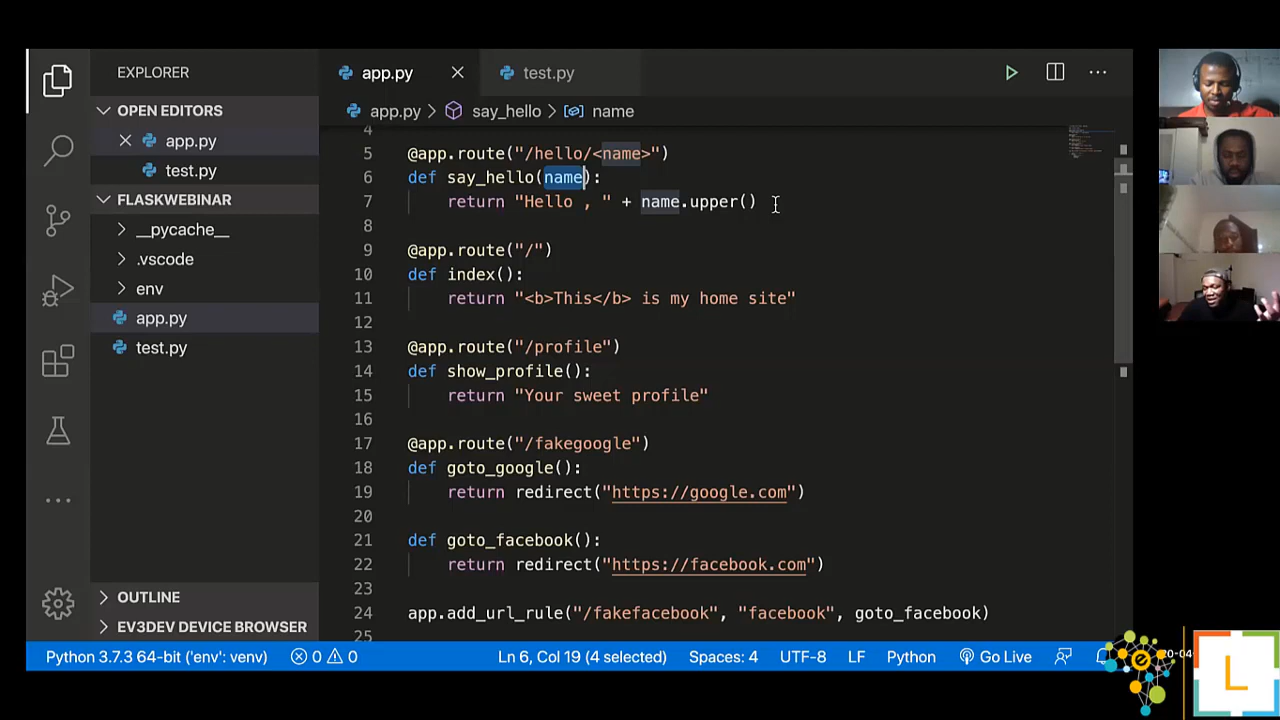 EXPLORER
OPEN EDITORS
app.py
test.py
FLASKWEBINAR
__pycache__
.vscode
env
app.py
test.py
OUTLINE
EV3DEV DEVICE BROWSER
app.py
test.py
app.py > say_hello > name
4
5 @app.route("/hello/<name>")
6 def say_hello(name):
7 return "Hello , " + name.upper()
8
9 @app.route("/")
10 def index():
11 return "<b>This</b> is my home site"
12
13 @app.route("/profile")
14 def show_profile():
15 return "Your sweet profile"
16
17 @app.route("/fakegoogle")
18 def goto_google():
19 return redirect("https://google.com")
20
21 def goto_facebook():
22 return redirect("https://facebook.com")
23
24 app.add_url_rule("/fakefacebook", "facebook", goto_facebook)
25
Python 3.7.3 64-bit ('env': venv) 0 0 Ln 6, Col 19 (4 selected) Spaces: 4 UTF-8 LF Python Go Live
L